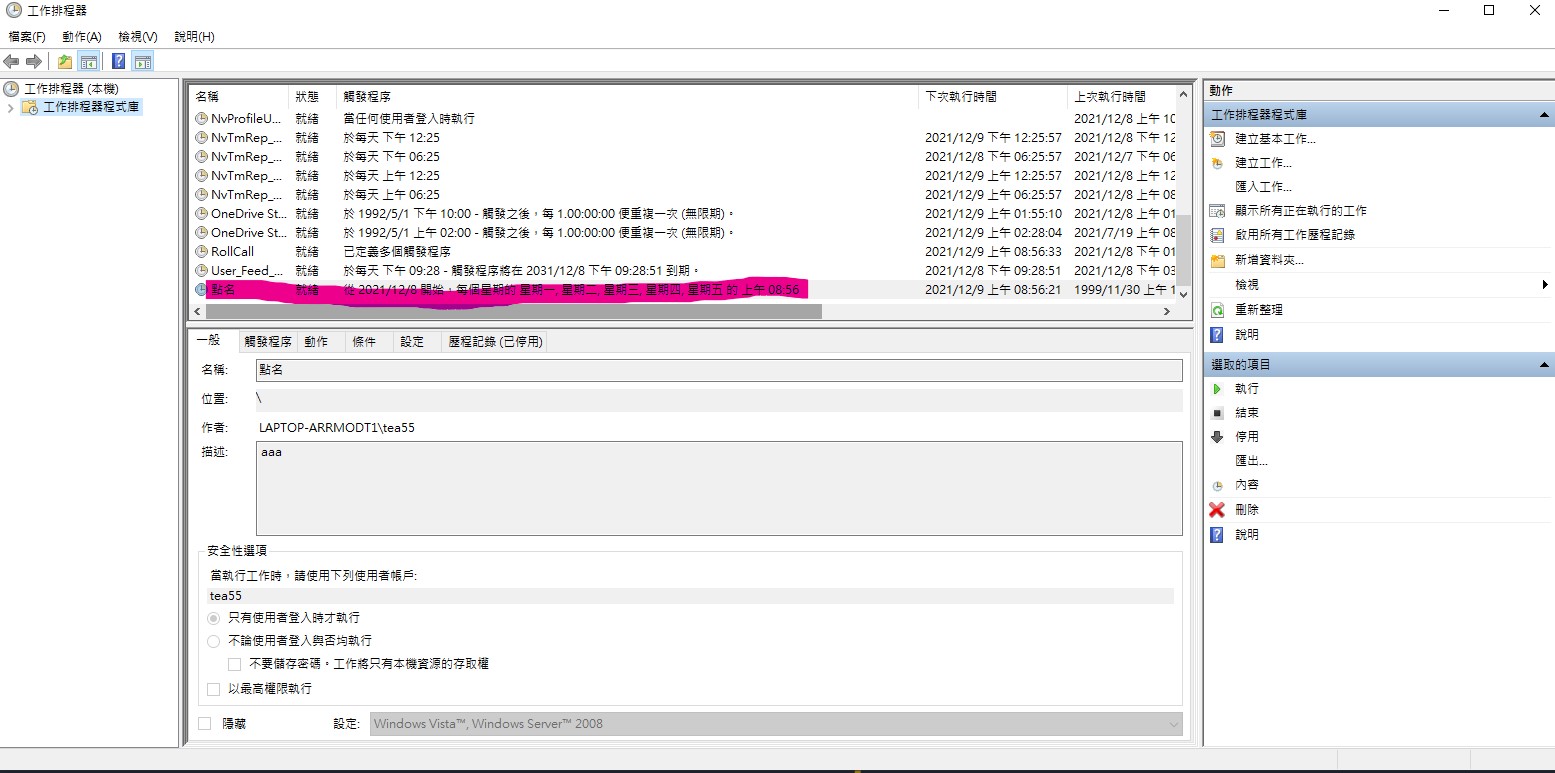 工作排程器
檔案(F) 動作(A) 檢視(V) 說明(H)
工作排程器 (本機)
工作排程器程式庫
名稱 狀態 觸發程序 下次執行時間 上次執行時間
NvProfileU... 就緒 當任何使用者登入時執行 2021/12/8 上午 10
NvTmRep_... 就緒 於每天 下午 12:25 2021/12/9 下午 12:25:57 2021/12/8 下午 12
NvTmRep_... 就緒 於每天 下午 06:25 2021/12/8 下午 06:25:57 2021/12/7 下午 06
NvTmRep_... 就緒 於每天 上午 12:25 2021/12/9 上午 12:25:57 2021/12/8 上午 12
NvTmRep_... 就緒 於每天 上午 06:25 2021/12/9 上午 06:25:57 2021/12/8 上午 08
OneDrive St... 就緒 於 1992/5/1 下午 10:00 - 觸發之後，每 1.00:00:00 便重複一次 (無限期)。 2021/12/9 上午 01:55:10 2021/12/8 上午 01
OneDrive St... 就緒 於 1992/5/1 上午 02:00 - 觸發之後，每 1.00:00:00 便重複一次 (無限期)。 2021/12/9 上午 02:28:04 2021/7/19 上午 08
RollCall 就緒 已定義多個觸發程序 2021/12/9 上午 08:56:33 2021/12/8 下午 01
User_Feed_... 就緒 於每天 下午 09:28 - 觸發程序將在 2031/12/8 下午 09:28:51 到期。 2021/12/8 下午 09:28:51 2021/12/8 下午 03
點名 就緒 從 2021/12/8 開始，每個星期的 星期一, 星期二, 星期三, 星期四, 星期五 的 上午 08:56 2021/12/9 上午 08:56:21 1999/11/30 上午 1
一般 觸發程序 動作 條件 設定 歷程記錄 (已停用)
名稱: 點名
位置: \
作者: LAPTOP-ARRMODT1\tea55
描述: aaa
安全性選項
當執行工作時，請使用下列使用者帳戶:
tea55
只有使用者登入時才執行
不論使用者登入與否均執行
不要儲存密碼。工作將只有本機資源的存取權
以最高權限執行
隱藏 設定: Windows Vista™, Windows Server™ 2008
動作
工作排程器程式庫
建立基本工作...
建立工作...
匯入工作...
顯示所有正在執行的工作
啟用所有工作歷程記錄
新增資料夾...
檢視
重新整理
說明
選取的項目
執行
結束
停用
匯出...
內容
刪除
說明